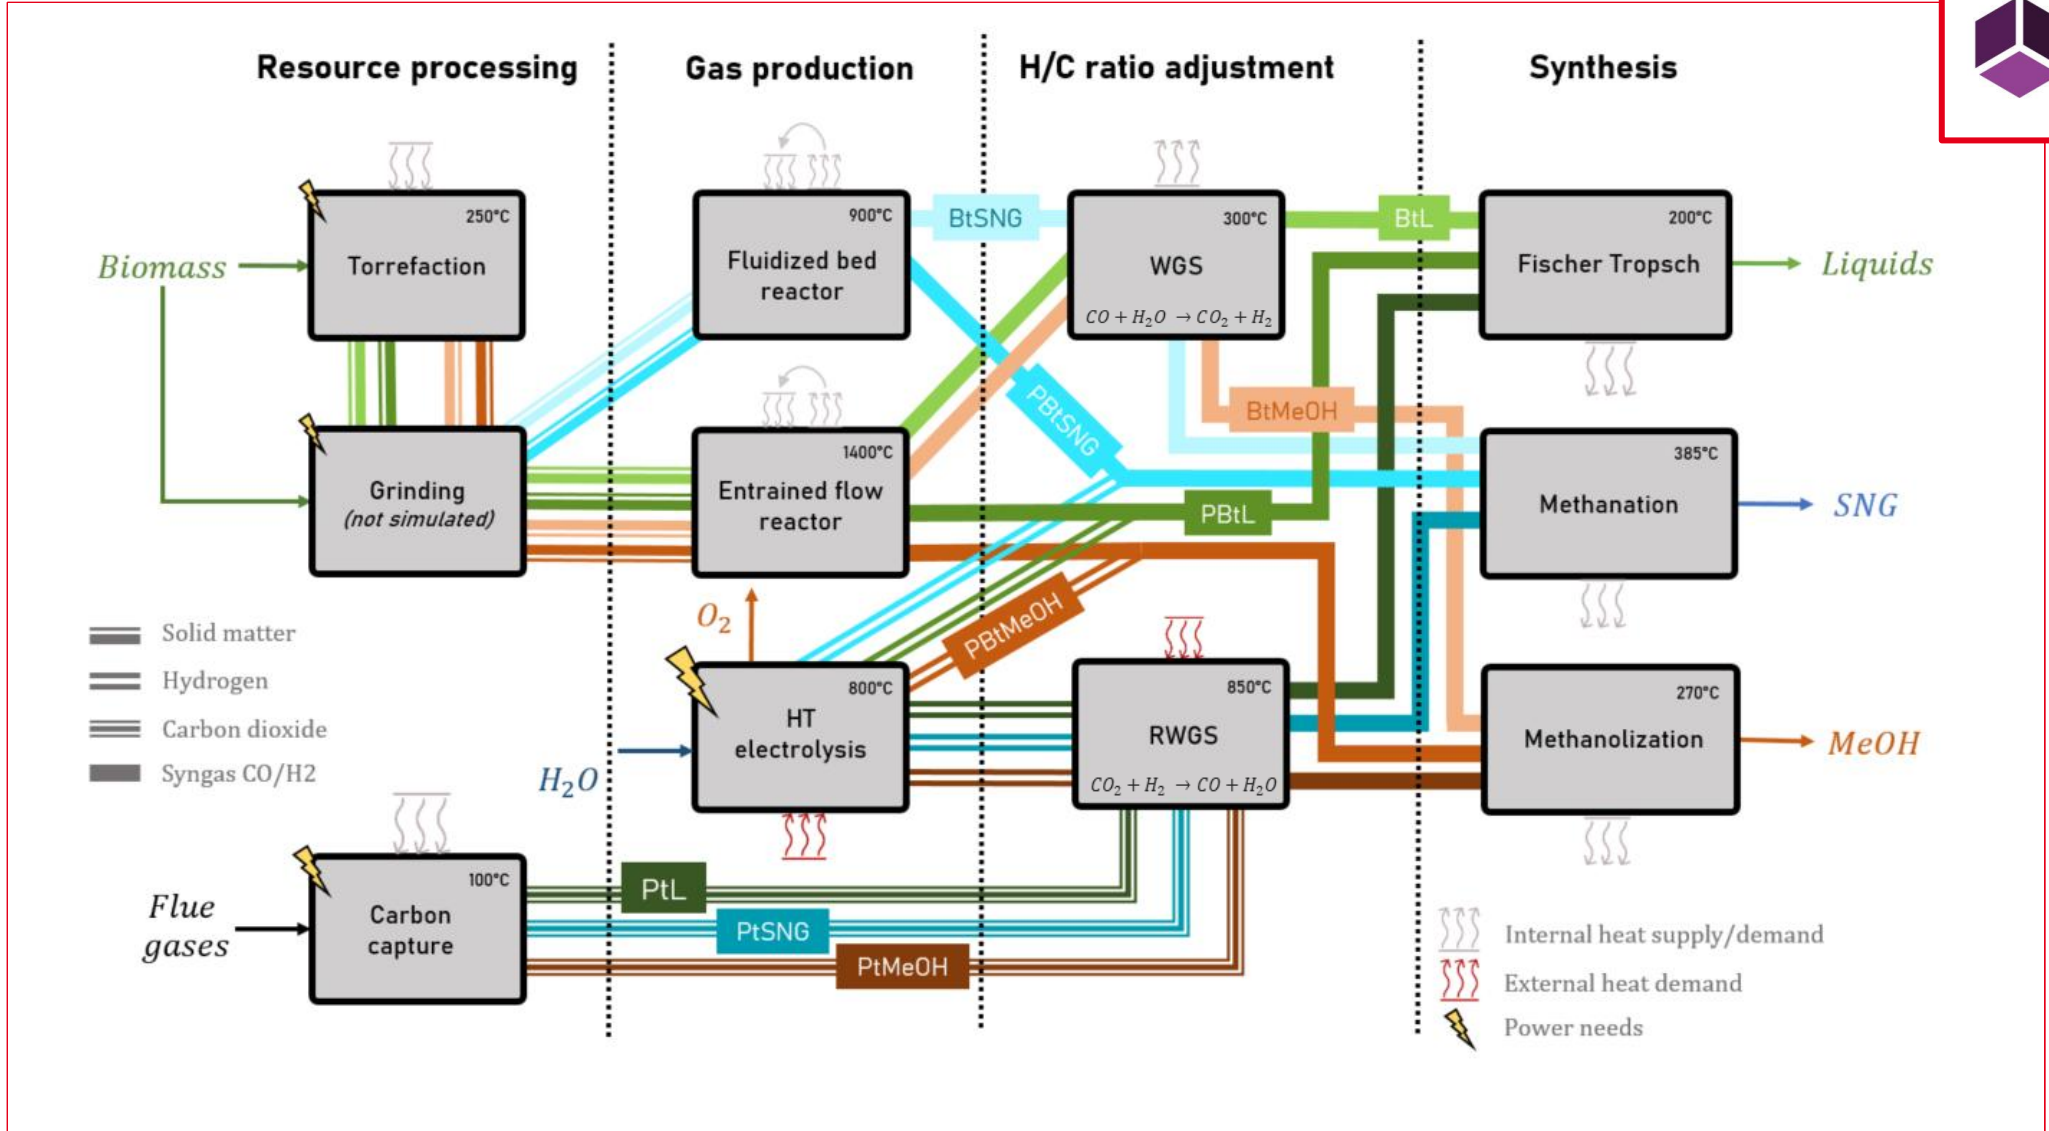 Resource processing
Gas production
H/C ratio adjustment
Synthesis
Biomass
250°C
Torrefaction
900°C
Fluidized bed
reactor
BtSNG
300°C
WGS
CO + H₂O → CO₂ + H₂
BtL
200°C
Fischer Tropsch
Liquids
Grinding
(not simulated)
1400°C
Entrained flow
reactor
PBtSNG
BtMeOH
PBtL
385°C
Methanation
SNG
O₂
PBtMeOH
H₂O
800°C
HT
electrolysis
850°C
RWGS
CO₂ + H₂ → CO + H₂O
270°C
Methanolization
MeOH
Solid matter
Hydrogen
Carbon dioxide
Syngas CO/H2
Flue
gases
100°C
Carbon
capture
PtL
PtSNG
PtMeOH
Internal heat supply/demand
External heat demand
Power needs